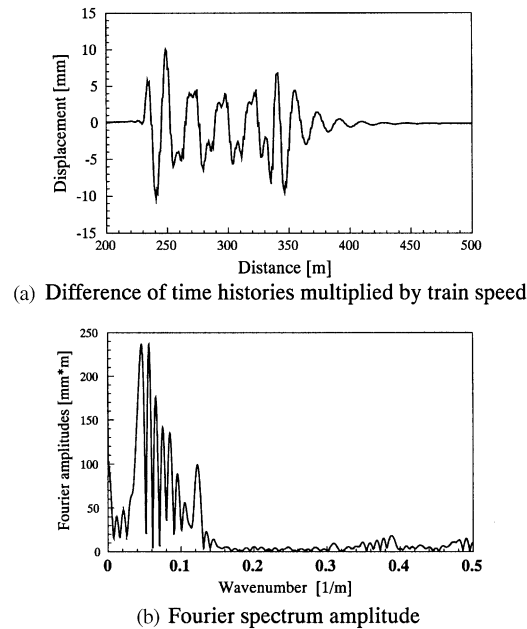 15
10
5
0
-5
-10
-15
Displacement [mm]
200 250 300 350 400 450 500
Distance [m]
(a) Difference of time histories multiplied by train speed
250
200
150
100
50
0
Fourier amplitudes [mm*m]
0 0.1 0.2 0.3 0.4 0.5
Wavenumber [1/m]
(b) Fourier spectrum amplitude